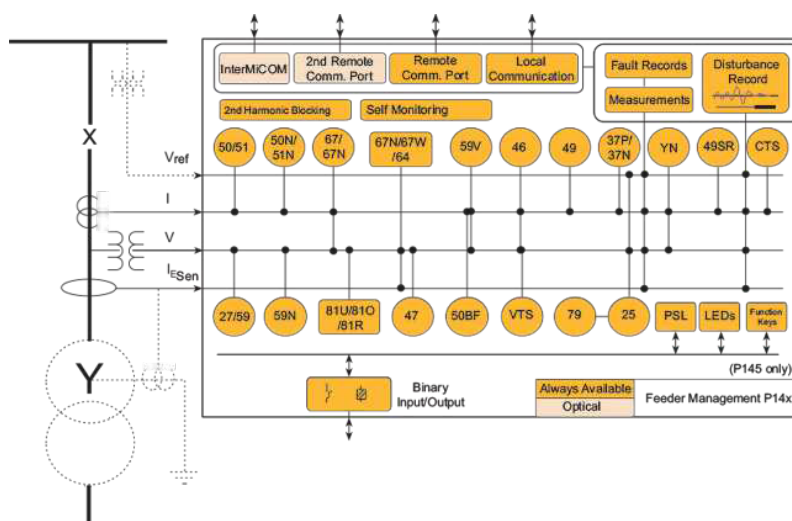 InterMiCOM
2nd Remote
Comm. Port
Remote
Comm. Port
Local
Communication
Fault Records
Measurements
Disturbance
Record
2nd Harmonic Blocking
Self Monitoring
50/51
50N/
51N
67/
67N
67N/67W
/64
59V
46
49
37P/
37N
YN
49SR
CTS
X
Vref
I
V
IESen
27/59
59N
81U/81O/
81R
47
50BF
VTS
79
25
PSL
LEDs
Function
Keys
(P145 only)
Y
Binary
Input/Output
Always Available
Optical
Feeder Management P14x